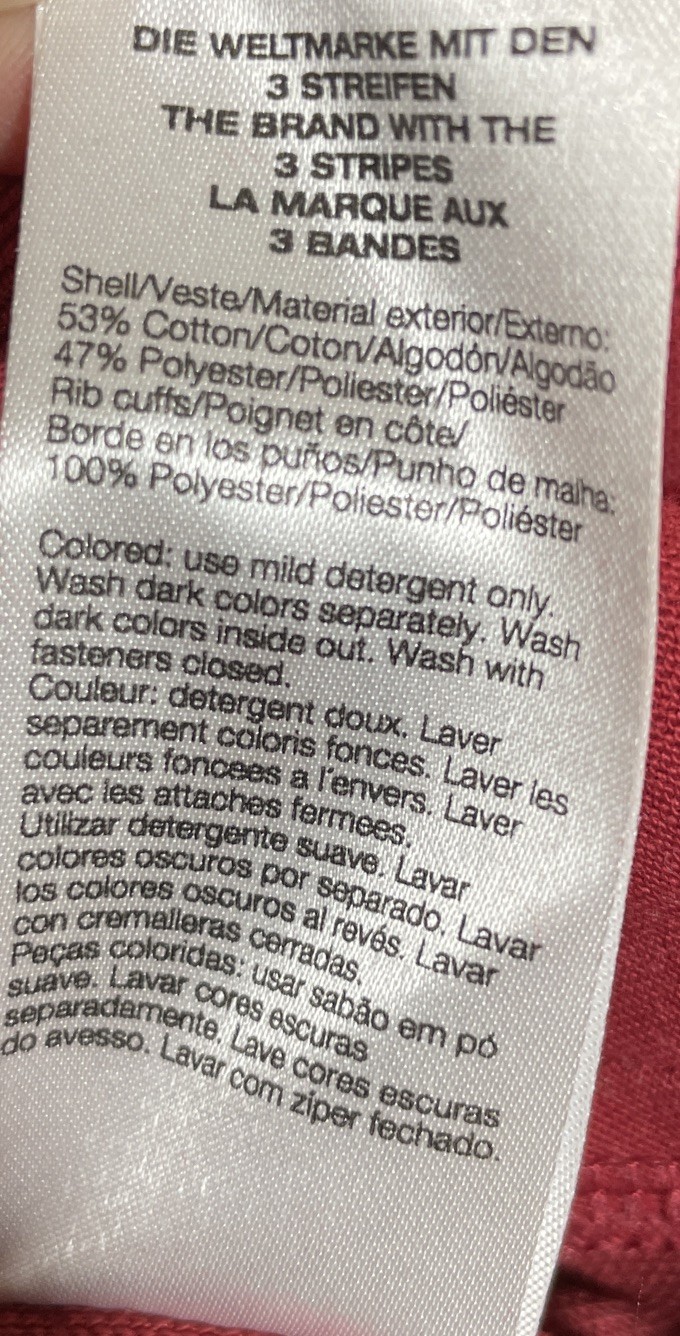 DIE WELTMARKE MIT DEN
3 STREIFEN
THE BRAND WITH THE
3 STRIPES
LA MARQUE AUX
3 BANDES
Shell/Veste/Material exterior/Externo:
53% Cotton/Coton/Algodón/Algodão
47% Polyester/Poliester/Poliéster
Rib cuffs/Poignet en côte/
Borde en los puños/Punho de malha:
100% Polyester/Poliester/Poliéster
Colored: use mild detergent only.
Wash dark colors separately. Wash
dark colors inside out. Wash with
fasteners closed.
Couleur: detergent doux. Laver
separement coloris fonces. Laver les
couleurs foncees a l'envers. Laver
avec les attaches fermees.
Utilizar detergente suave. Lavar
colores oscuros por separado. Lavar
los colores oscuros al revés. Lavar
con cremalleras cerradas.
Peças coloridas: usar sabão em pó
suave. Lavar cores escuras
separadamente. Lave cores escuras
do avesso. Lavar com ziper fechado.